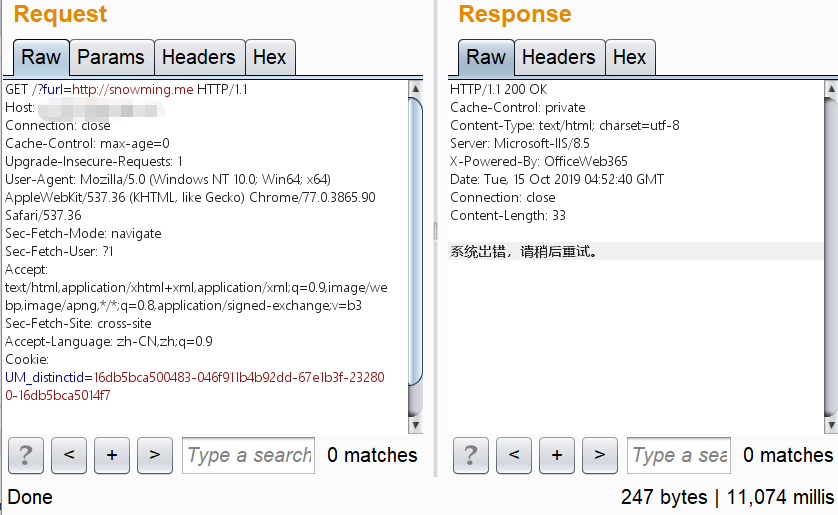 Request
Response
Raw Params Headers Hex
Raw Headers Hex
GET /?furl=http://snowming.me HTTP/1.1
Host:
Connection: close
Cache-Control: max-age=0
Upgrade-Insecure-Requests: 1
User-Agent: Mozilla/5.0 (Windows NT 10.0; Win64; x64)
AppleWebKit/537.36 (KHTML, like Gecko) Chrome/77.0.3865.90
Safari/537.36
Sec-Fetch-Mode: navigate
Sec-Fetch-User: ?1
Accept:
text/html,application/xhtml+xml,application/xml;q=0.9,image/we
bp,image/apng,*/*;q=0.8,application/signed-exchange;v=b3
Sec-Fetch-Site: cross-site
Accept-Language: zh-CN,zh;q=0.9
Cookie:
UM_distinctid=16db5bca500483-046f911b4b92dd-67e1b3f-23280
0-16db5bca5014f7
HTTP/1.1 200 OK
Cache-Control: private
Content-Type: text/html; charset=utf-8
Server: Microsoft-IIS/8.5
X-Powered-By: OfficeWeb365
Date: Tue, 15 Oct 2019 04:52:40 GMT
Connection: close
Content-Length: 33
系统出错，请稍后重试。
? < + > Type a search 0 matches
? < + > Type a sea 0 matches
Done
247 bytes | 11,074 millis